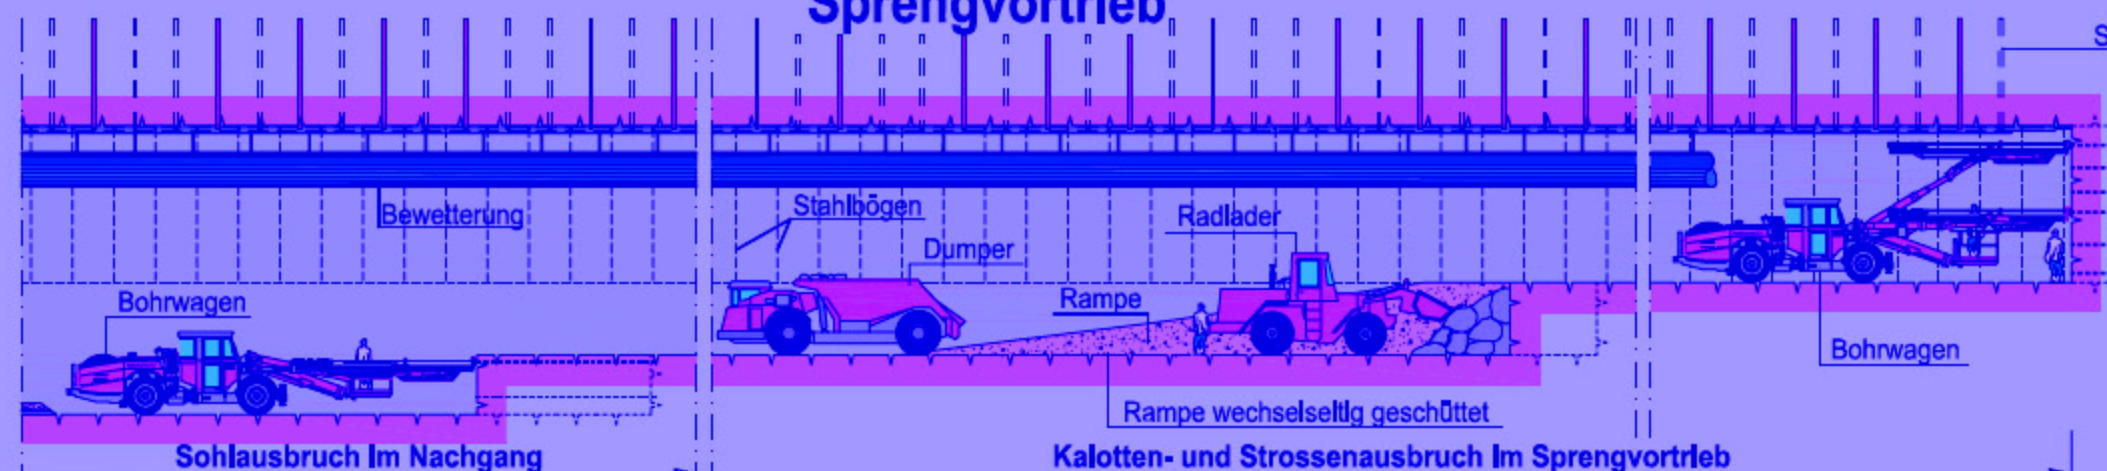 Sprengvortrieb
S
Stahlbögen
Bewetterung
Radlader
Dumper
Bohrwagen
Rampe
Bohrwagen
Rampe wechselseitig geschüttet
Sohlausbruch im Nachgang
Kalotten- und Strossenausbruch im Sprengvortrieb